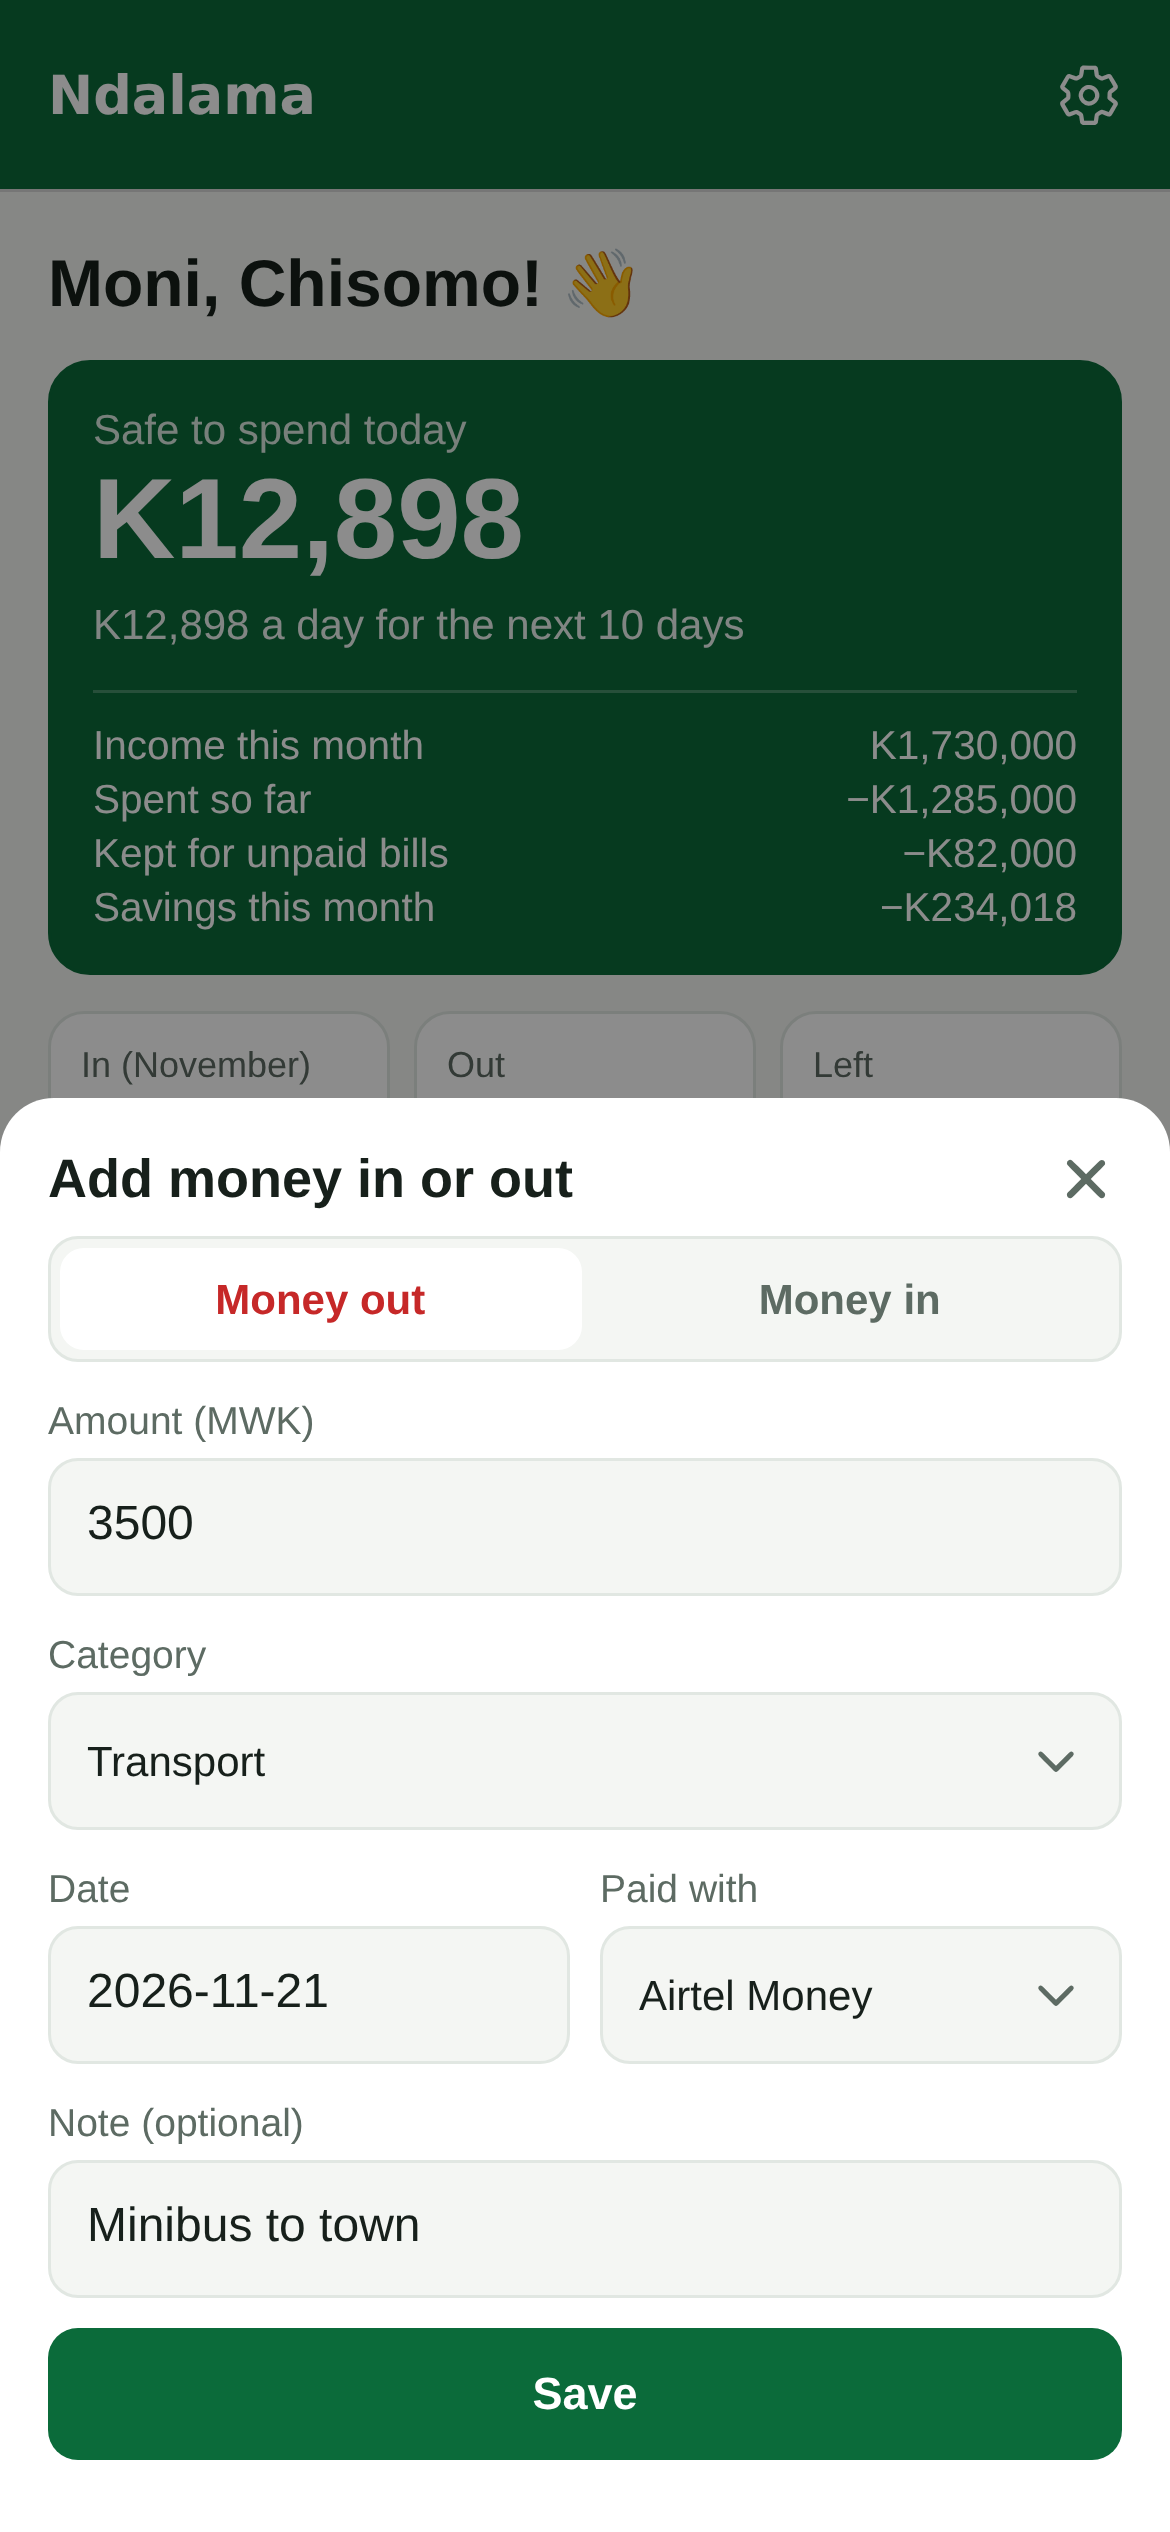 Ndalama
Moni, Chisomo! 👋
Safe to spend today
K12,898
K12,898 a day for the next 10 days
Income this month K1,730,000
Spent so far −K1,285,000
Kept for unpaid bills −K82,000
Savings this month −K234,018
In (November) Out Left
Add money in or out
Money out Money in
Amount (MWK)
3500
Category
Transport
Date Paid with
2026-11-21 Airtel Money
Note (optional)
Minibus to town
Save